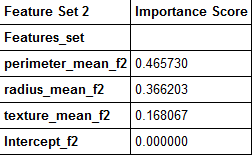 Feature Set 2 Importance Score
Features_set
perimeter_mean_f2 0.465730
radius_mean_f2 0.366203
texture_mean_f2 0.168067
Intercept_f2 0.000000